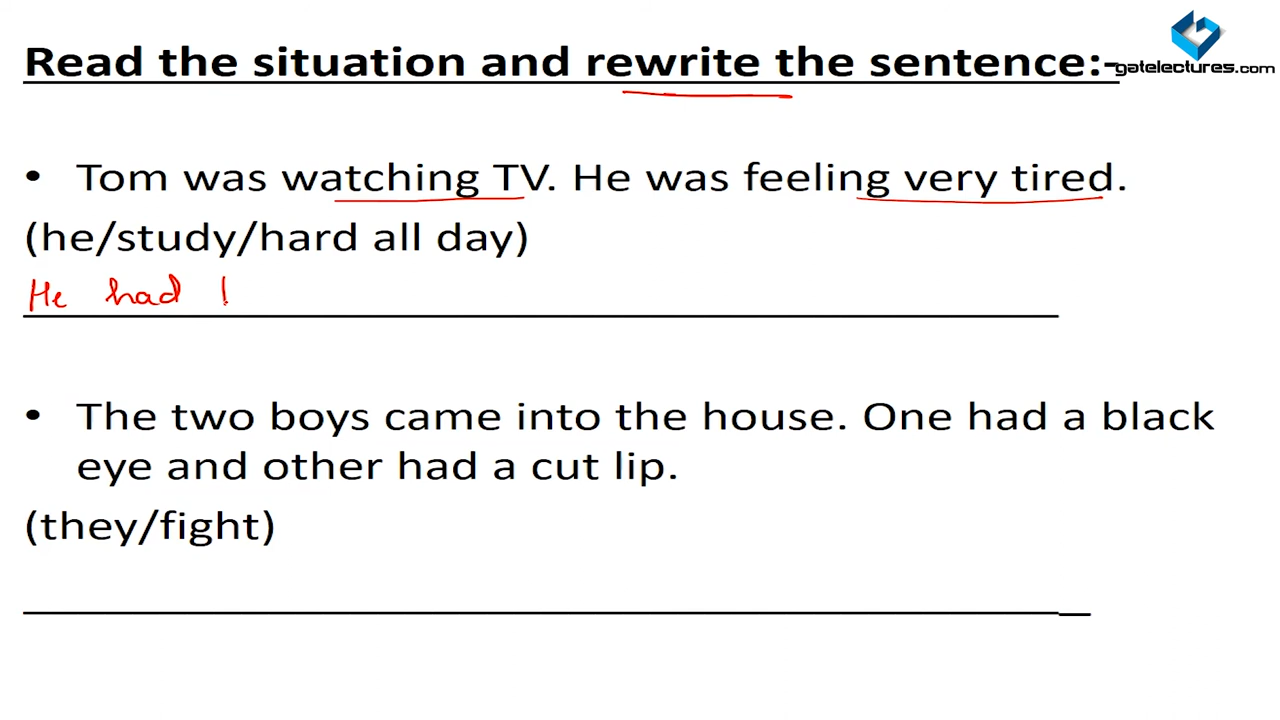 Read the situation and rewrite the sentence:-
gatelectures.com
• Tom was watching TV. He was feeling very tired.
(he/study/hard all day)
He had
• The two boys came into the house. One had a black
eye and other had a cut lip.
(they/fight)